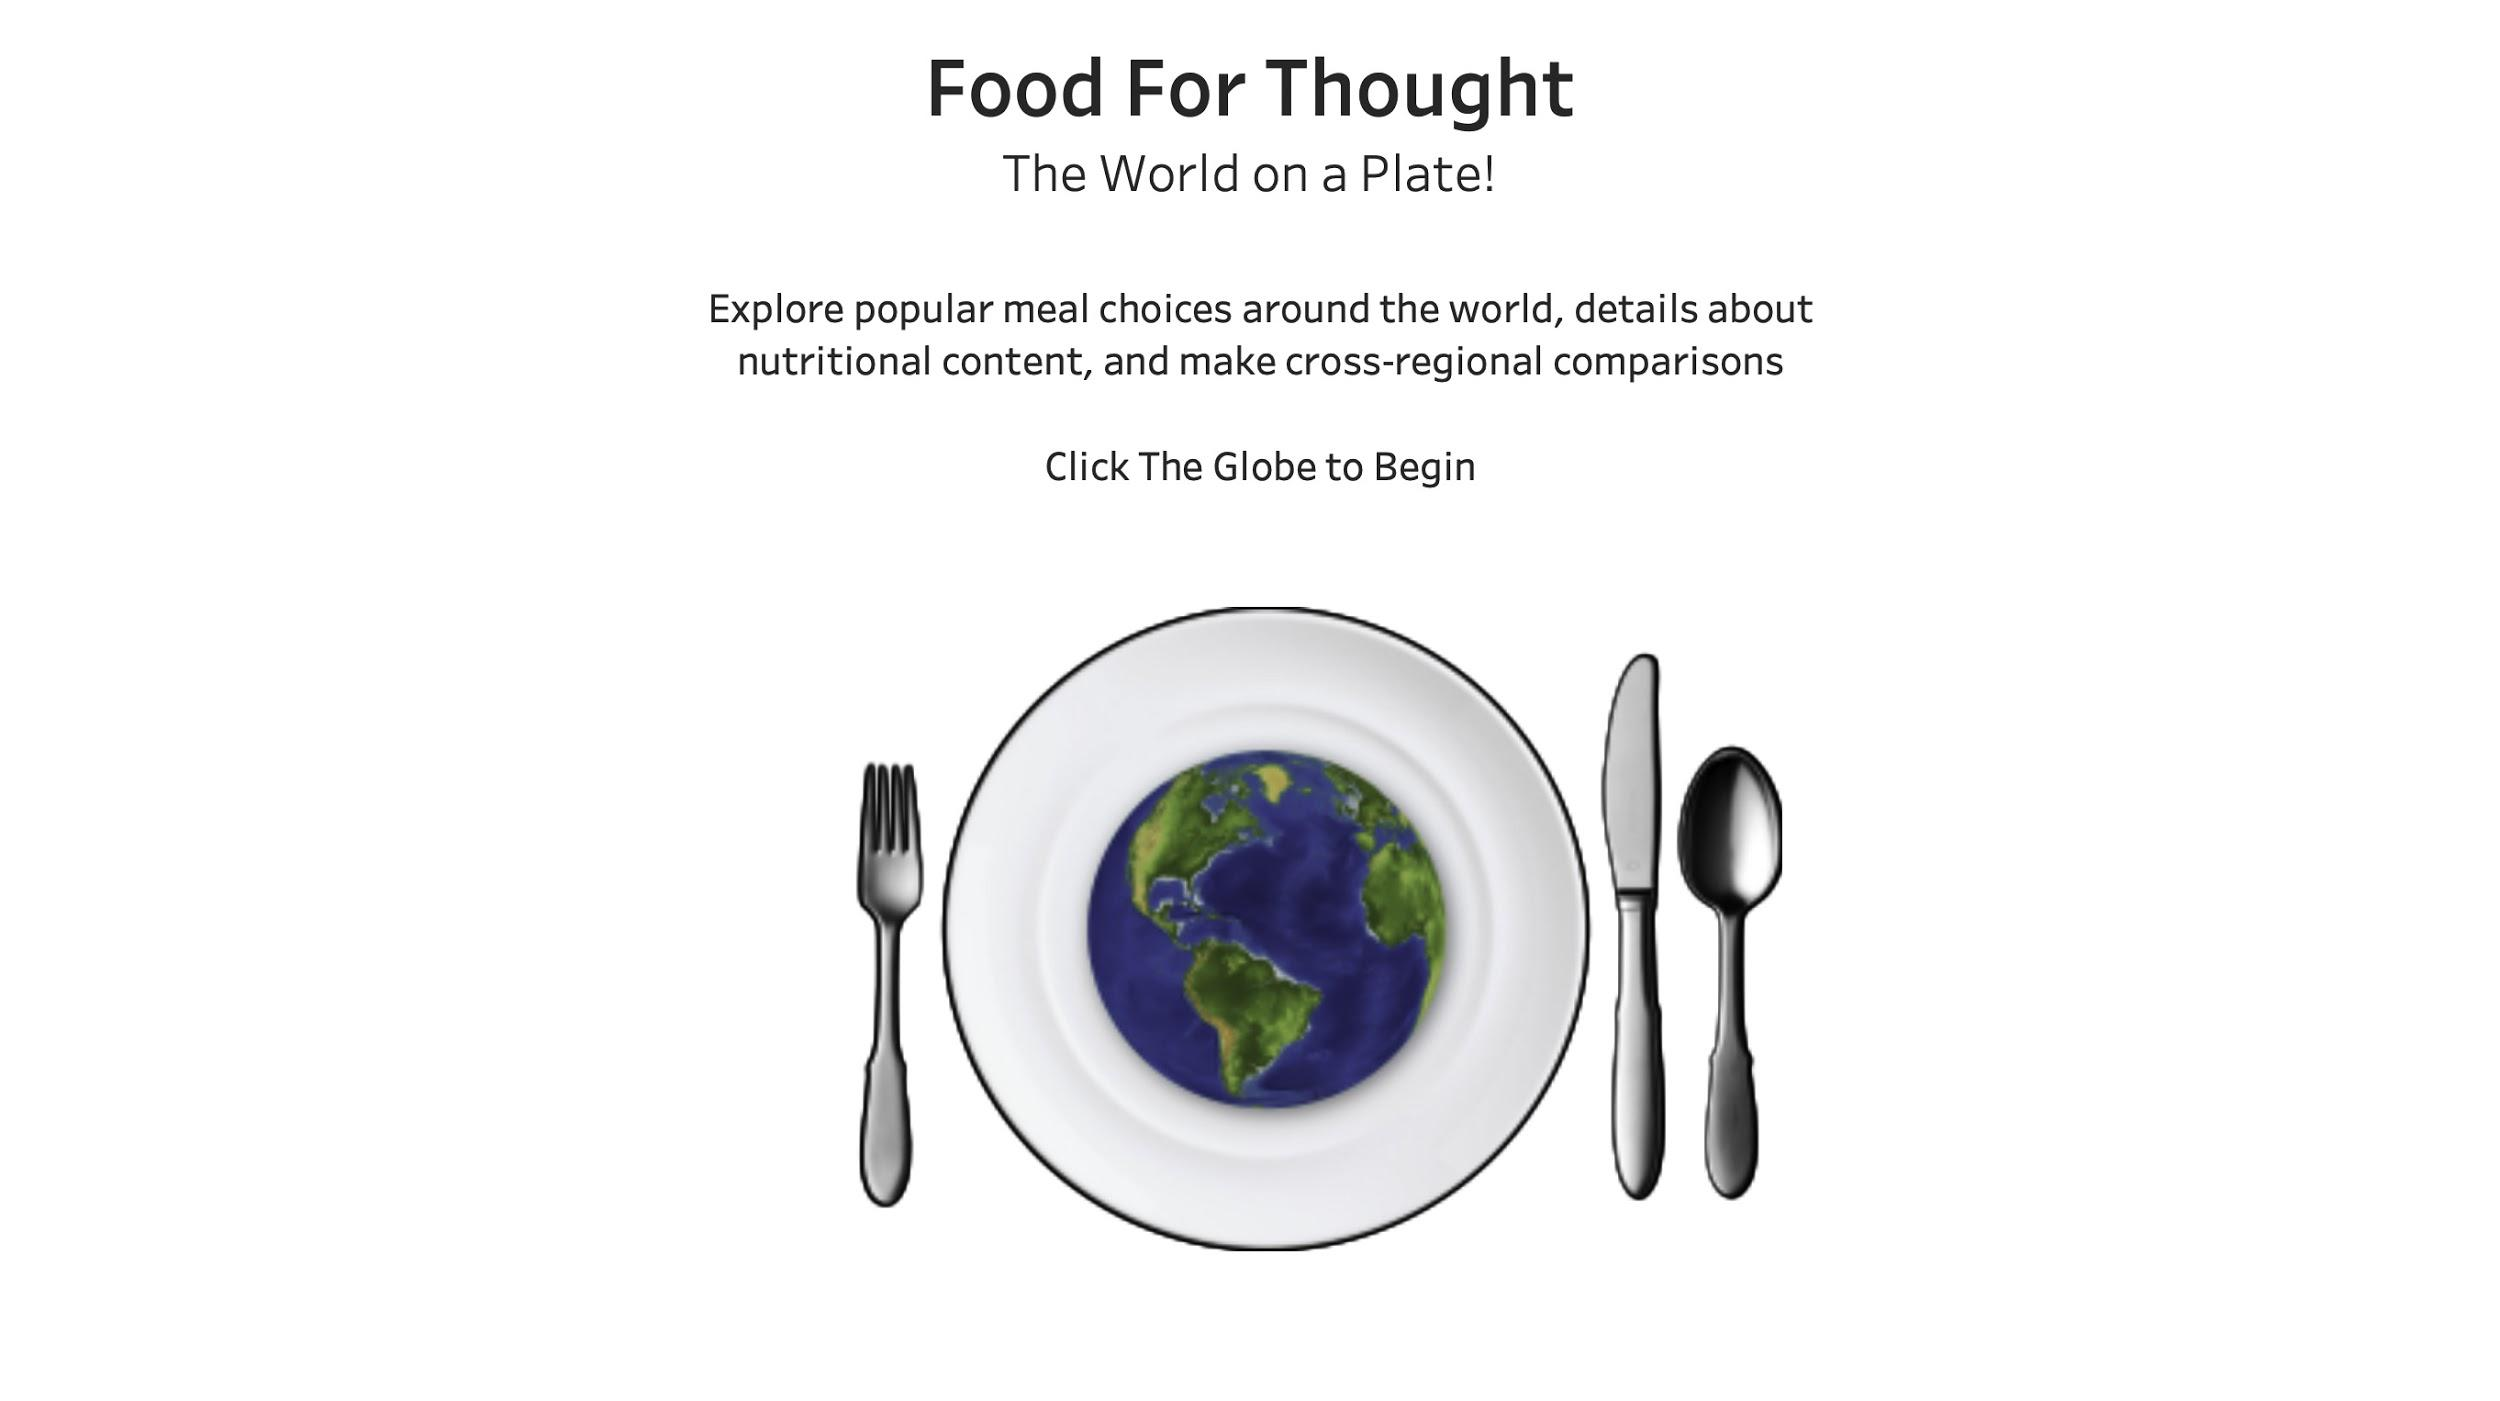 Food For Thought
The World on a Plate!
Explore popular meal choices around the world, details about
nutritional content, and make cross-regional comparisons
Click The Globe to Begin